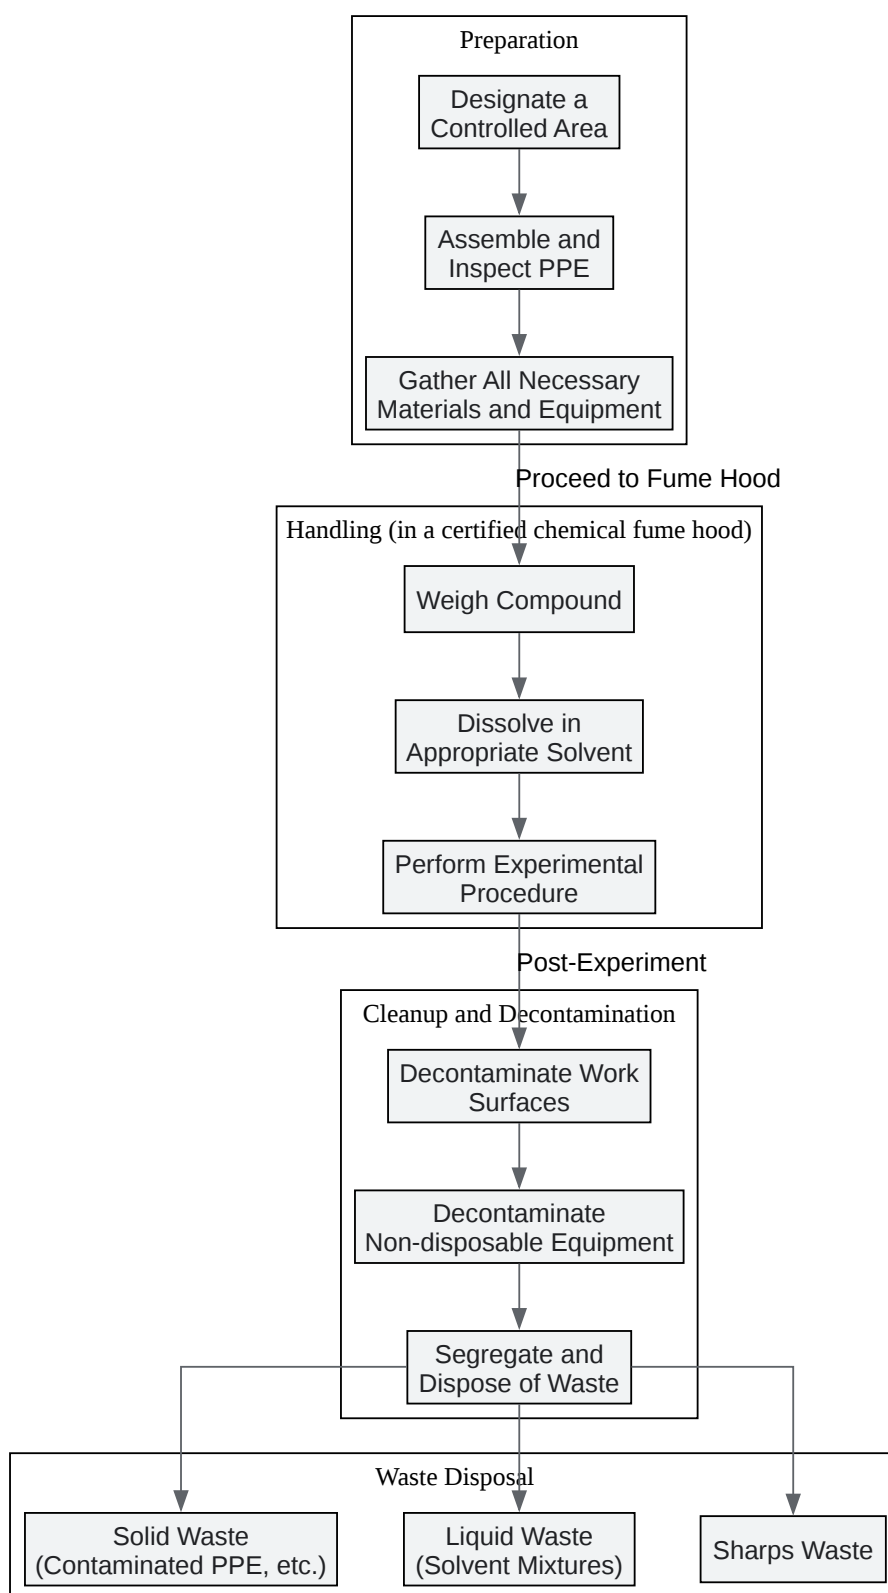 Preparation
Designate a
Controlled Area
Assemble and
Inspect PPE
Gather All Necessary
Materials and Equipment
Proceed to Fume Hood
Handling (in a certified chemical fume hood)
Weigh Compound
Dissolve in
Appropriate Solvent
Perform Experimental
Procedure
Post-Experiment
Cleanup and Decontamination
Decontaminate Work
Surfaces
Decontaminate
Non-disposable Equipment
Segregate and
Dispose of Waste
Waste Disposal
Solid Waste
(Contaminated PPE, etc.)
Liquid Waste
(Solvent Mixtures)
Sharps Waste